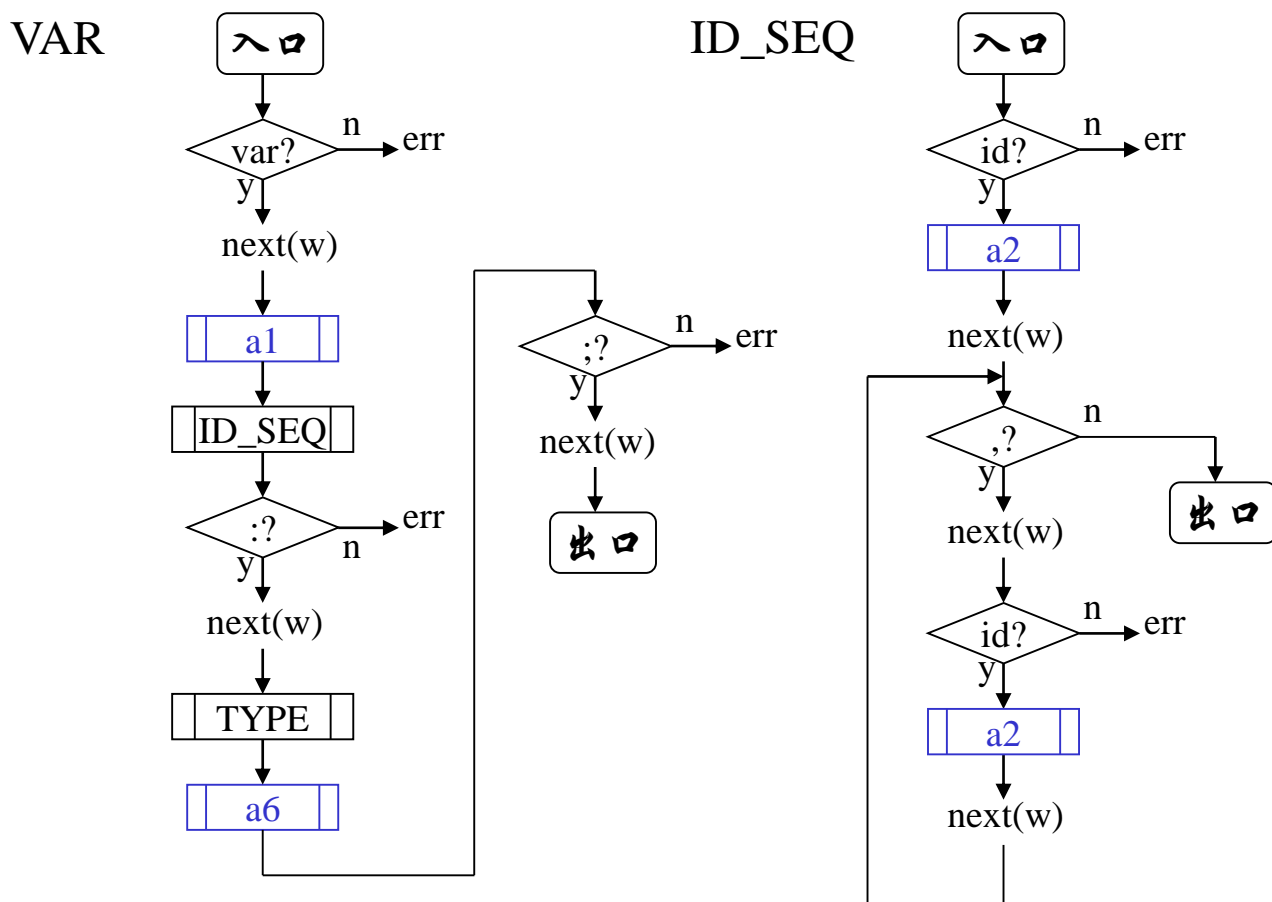 VAR
入口
var?
n
err
y
next(w)
a1
ID_SEQ
:?
err
n
y
next(w)
TYPE
a6
;?
n
err
y
next(w)
出口
ID_SEQ
入口
id?
n
err
y
a2
next(w)
,?
n
y
出口
next(w)
id?
n
err
y
a2
next(w)